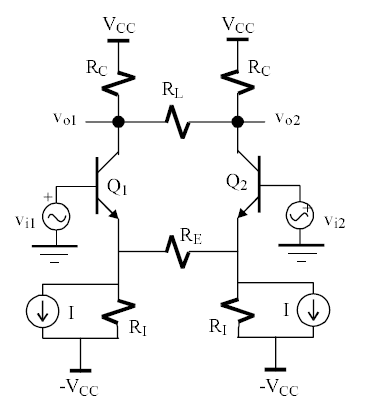 VCC VCC
RC RC
RL
vo1 vo2
Q1 Q2
+ +
vi1 vi2
RE
I RI RI I
-VCC -VCC